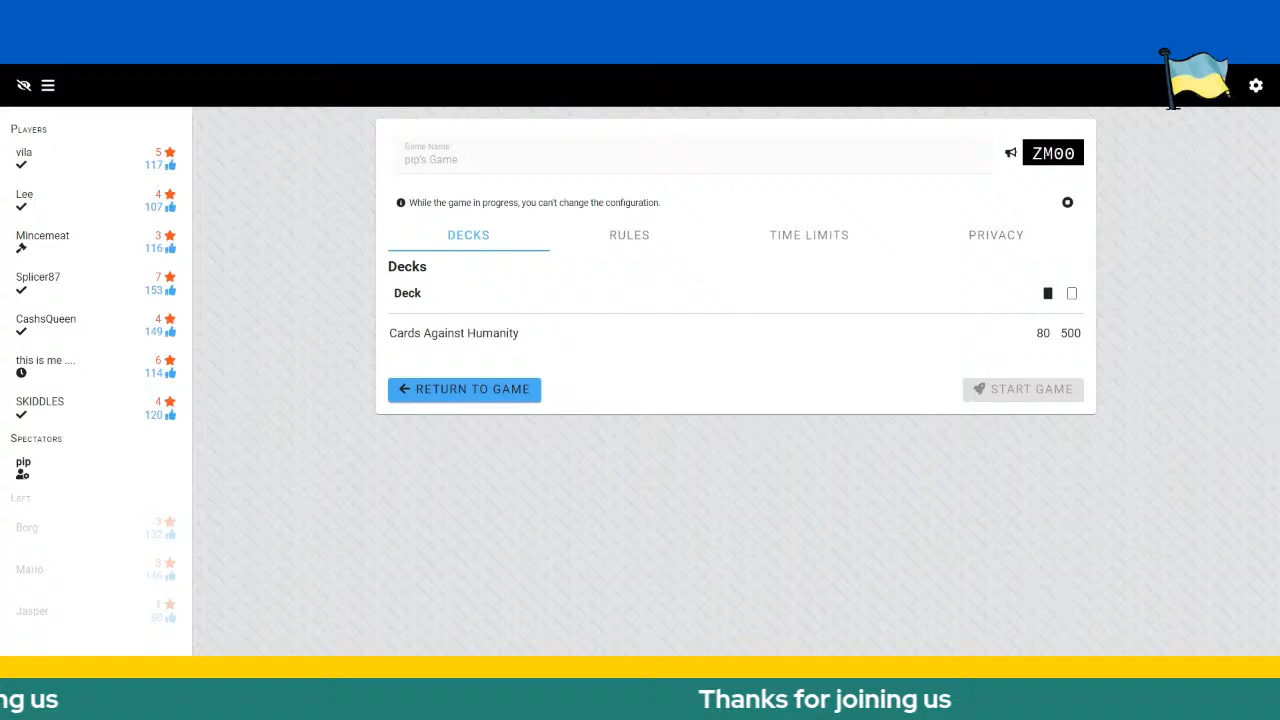 Players
vila
5
117
Lee
4
107
Mincemeat
3
116
Splicer87
7
153
CashsQueen
4
149
this is me ....
6
114
SKIDDLES
4
120
Spectators
pip
Left
Borg
3
132
Mario
3
146
Jasper
1
80
Game Name
pip's Game
ZM00
While the game in progress, you can't change the configuration.
DECKS RULES TIME LIMITS PRIVACY
Decks
Deck
Cards Against Humanity 80 500
RETURN TO GAME START GAME
ng us Thanks for joining us